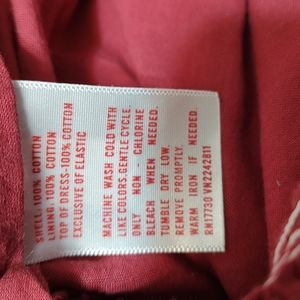 SHELL: 100% COTTON
LINING: 100% COTTON
TOP OF DRESS-100% COTTON
EXCLUSIVE OF ELASTIC
MACHINE WASH COLD WITH
LIKE COLORS.GENTLE CYCLE.
ONLY NON - CHLORINE
BLEACH WHEN NEEDED.
TUMBLE DRY LOW.
REMOVE PROMPTLY.
WARM IRON IF NEEDED.
RN17730 VN2242811